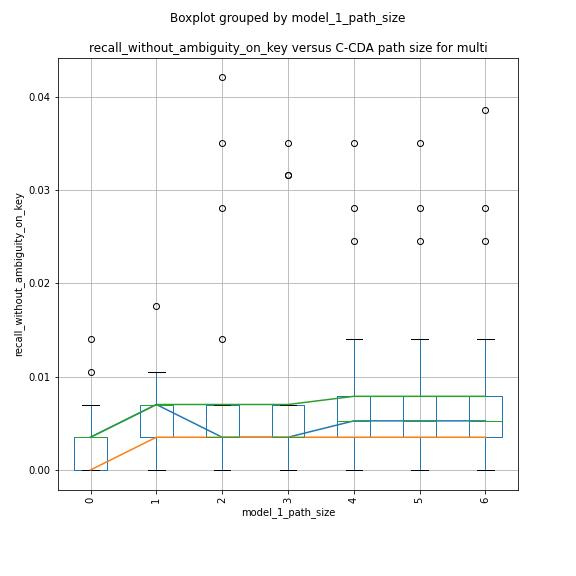 Boxplot grouped by model_1_path_size
recall_without_ambiguity_on_key versus C-CDA path size for multi
recall_without_ambiguity_on_key
0.04
0.03
0.02
0.01
0.00
0 1 2 3 4 5 6
model_1_path_size